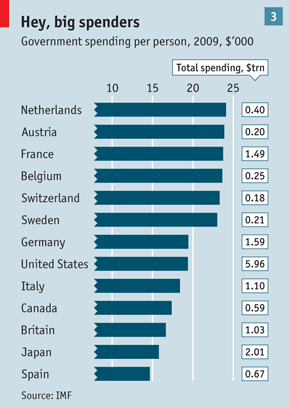 Hey, big spenders
3
Government spending per person, 2009, $'000
Total spending, $trn
10 15 20 25
Netherlands 0.40
Austria 0.20
France 1.49
Belgium 0.25
Switzerland 0.18
Sweden 0.21
Germany 1.59
United States 5.96
Italy 1.10
Canada 0.59
Britain 1.03
Japan 2.01
Spain 0.67
Source: IMF